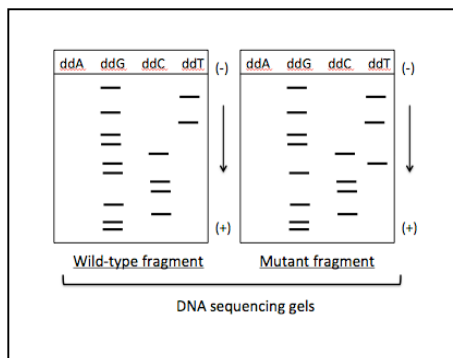 ddA ddG ddC ddT (-) ddA ddG ddC ddT (-)
(+) (+)
Wild-type fragment Mutant fragment
DNA sequencing gels